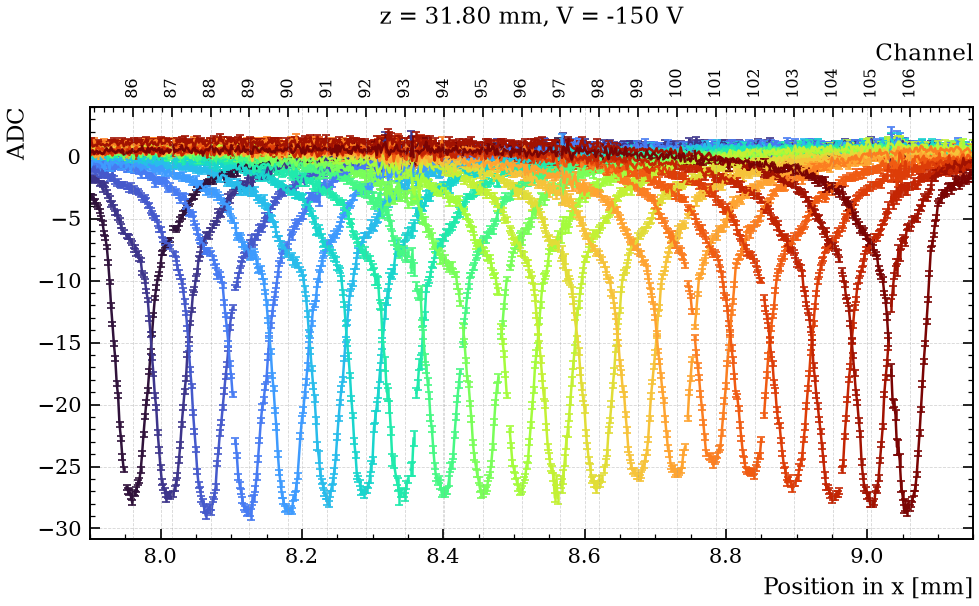 z = 31.80 mm, V = -150 V
Channel
86 87 88 89 90 91 92 93 94 95 96 97 98 99 100 101 102 103 104 105 106
ADC
0
−5
−10
−15
−20
−25
−30
8.0 8.2 8.4 8.6 8.8 9.0
Position in x [mm]